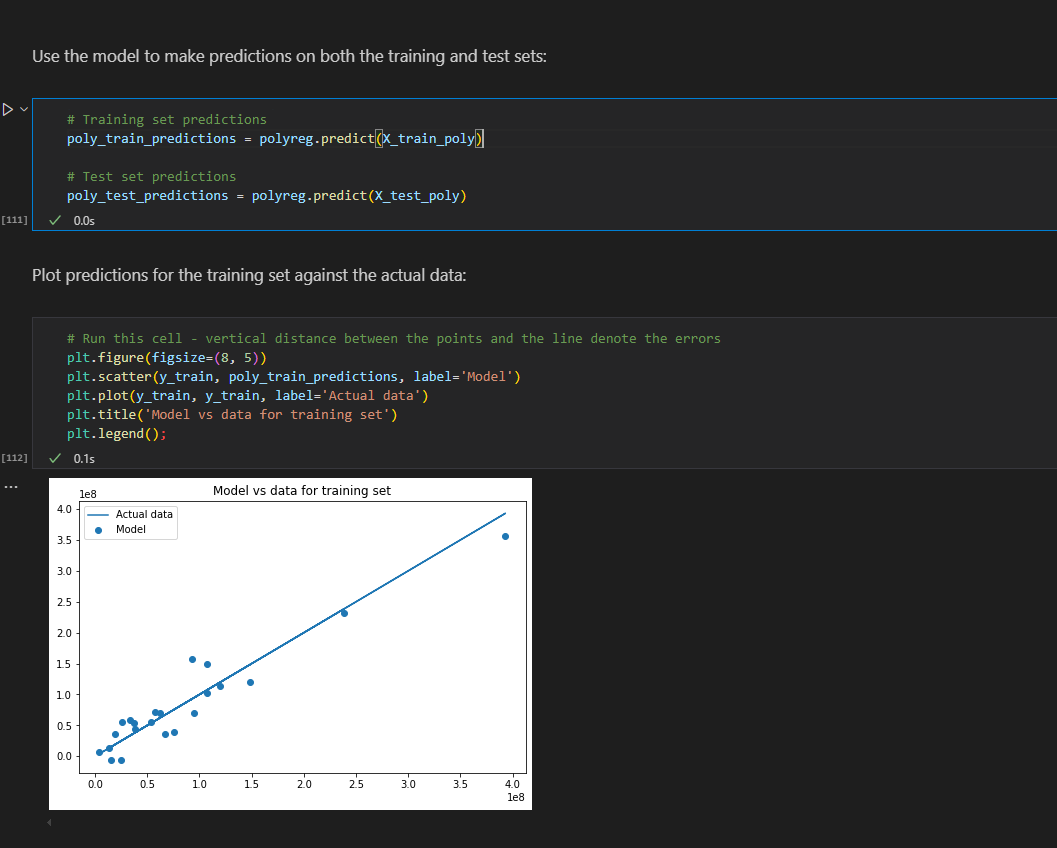 Use the model to make predictions on both the training and test sets:
# Training set predictions
poly_train_predictions = polyreg.predict(X_train_poly)
# Test set predictions
poly_test_predictions = polyreg.predict(X_test_poly)
[111]
0.0s
Plot predictions for the training set against the actual data:
# Run this cell - vertical distance between the points and the line denote the errors
plt.figure(figsize=(8, 5))
plt.scatter(y_train, poly_train_predictions, label='Model')
plt.plot(y_train, y_train, label='Actual data')
plt.title('Model vs data for training set')
plt.legend();
[112]
0.1s
...
1e8
Model vs data for training set
Actual data
Model
4.0
3.5
3.0
2.5
2.0
1.5
1.0
0.5
0.0
0.0 0.5 1.0 1.5 2.0 2.5 3.0 3.5 4.0
1e8